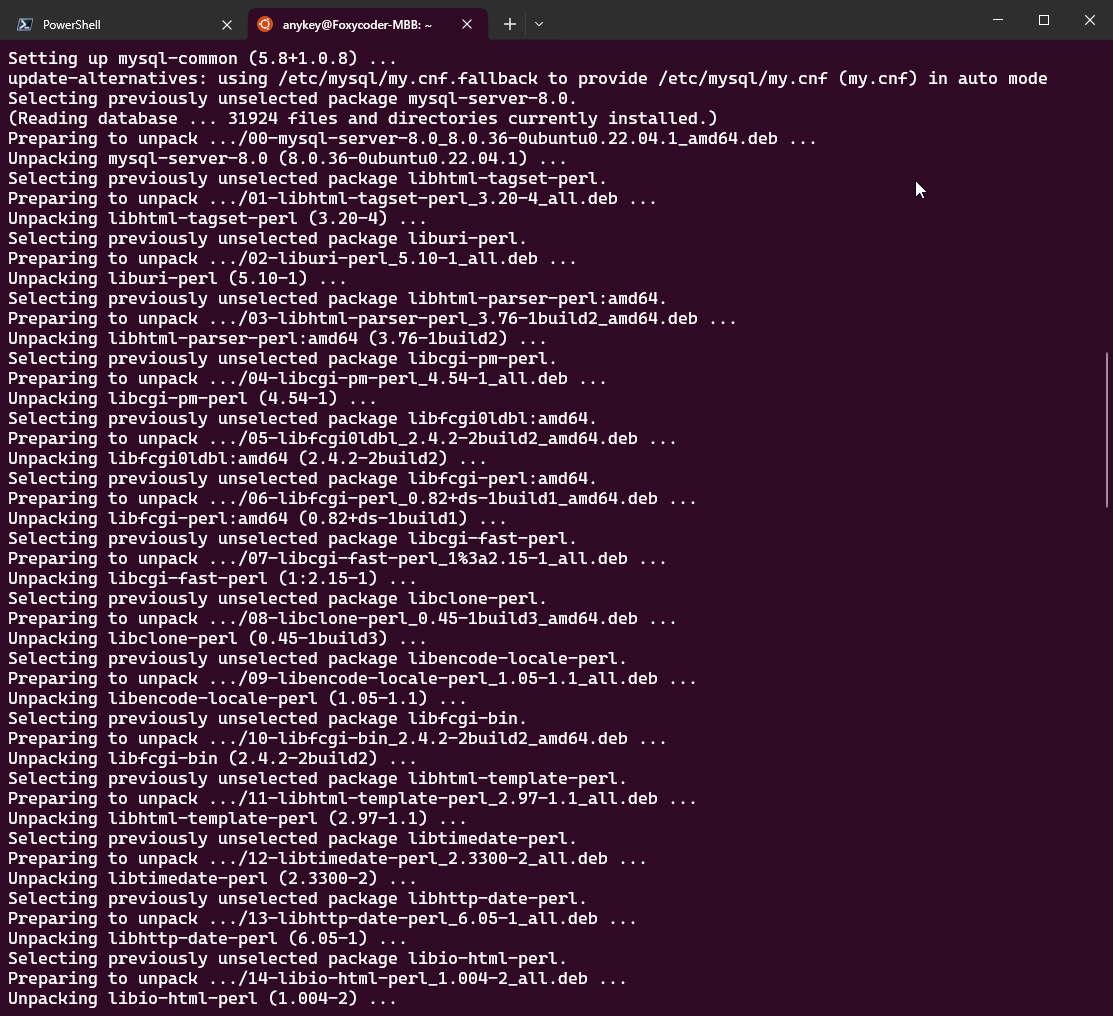 PowerShell
anykey@Foxycoder-MBB: ~
Setting up mysql-common (5.8+1.0.8) ...
update-alternatives: using /etc/mysql/my.cnf.fallback to provide /etc/mysql/my.cnf (my.cnf) in auto mode
Selecting previously unselected package mysql-server-8.0.
(Reading database ... 31924 files and directories currently installed.)
Preparing to unpack .../00-mysql-server-8.0_8.0.36-0ubuntu0.22.04.1_amd64.deb ...
Unpacking mysql-server-8.0 (8.0.36-0ubuntu0.22.04.1) ...
Selecting previously unselected package libhtml-tagset-perl.
Preparing to unpack .../01-libhtml-tagset-perl_3.20-4_all.deb ...
Unpacking libhtml-tagset-perl (3.20-4) ...
Selecting previously unselected package liburi-perl.
Preparing to unpack .../02-liburi-perl_5.10-1_all.deb ...
Unpacking liburi-perl (5.10-1) ...
Selecting previously unselected package libhtml-parser-perl:amd64.
Preparing to unpack .../03-libhtml-parser-perl_3.76-1build2_amd64.deb ...
Unpacking libhtml-parser-perl:amd64 (3.76-1build2) ...
Selecting previously unselected package libcgi-pm-perl.
Preparing to unpack .../04-libcgi-pm-perl_4.54-1_all.deb ...
Unpacking libcgi-pm-perl (4.54-1) ...
Selecting previously unselected package libfcgi0ldbl:amd64.
Preparing to unpack .../05-libfcgi0ldbl_2.4.2-2build2_amd64.deb ...
Unpacking libfcgi0ldbl:amd64 (2.4.2-2build2) ...
Selecting previously unselected package libfcgi-perl:amd64.
Preparing to unpack .../06-libfcgi-perl_0.82+ds-1build1_amd64.deb ...
Unpacking libfcgi-perl:amd64 (0.82+ds-1build1) ...
Selecting previously unselected package libcgi-fast-perl.
Preparing to unpack .../07-libcgi-fast-perl_1%3a2.15-1_all.deb ...
Unpacking libcgi-fast-perl (1:2.15-1) ...
Selecting previously unselected package libclone-perl.
Preparing to unpack .../08-libclone-perl_0.45-1build3_amd64.deb ...
Unpacking libclone-perl (0.45-1build3) ...
Selecting previously unselected package libencode-locale-perl.
Preparing to unpack .../09-libencode-locale-perl_1.05-1.1_all.deb ...
Unpacking libencode-locale-perl (1.05-1.1) ...
Selecting previously unselected package libfcgi-bin.
Preparing to unpack .../10-libfcgi-bin_2.4.2-2build2_amd64.deb ...
Unpacking libfcgi-bin (2.4.2-2build2) ...
Selecting previously unselected package libhtml-template-perl.
Preparing to unpack .../11-libhtml-template-perl_2.97-1.1_all.deb ...
Unpacking libhtml-template-perl (2.97-1.1) ...
Selecting previously unselected package libtimedate-perl.
Preparing to unpack .../12-libtimedate-perl_2.3300-2_all.deb ...
Unpacking libtimedate-perl (2.3300-2) ...
Selecting previously unselected package libhttp-date-perl.
Preparing to unpack .../13-libhttp-date-perl_6.05-1_all.deb ...
Unpacking libhttp-date-perl (6.05-1) ...
Selecting previously unselected package libio-html-perl.
Preparing to unpack .../14-libio-html-perl_1.004-2_all.deb ...
Unpacking libio-html-perl (1.004-2) ...